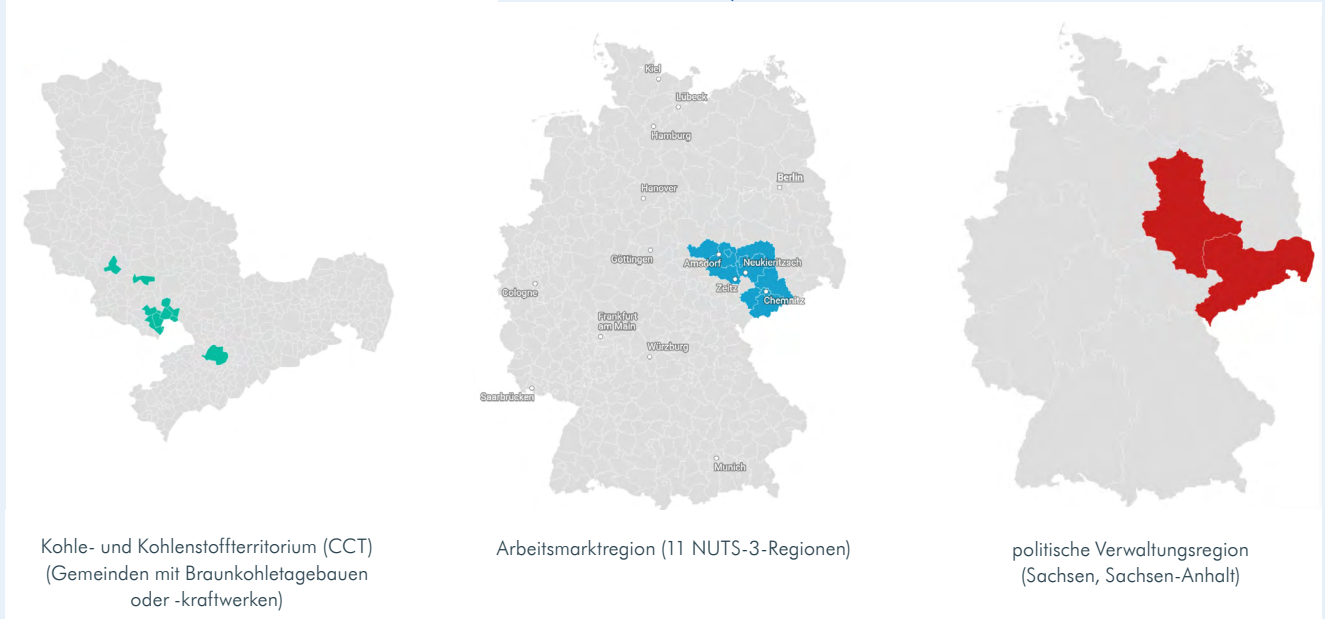 Kiel
Lübeck
Hamburg
Berlin
Hanover
Göttingen
Amsdorf
Neukieritzsch
Zeitz
Chemnitz
Cologne
Frankfurt
am Main
Würzburg
Saarbrücken
Munich
Kohle- und Kohlenstoffterritorium (CCT)
(Gemeinden mit Braunkohletagebauen
oder -kraftwerken)
Arbeitsmarktregion (11 NUTS-3-Regionen)
politische Verwaltungsregion
(Sachsen, Sachsen-Anhalt)